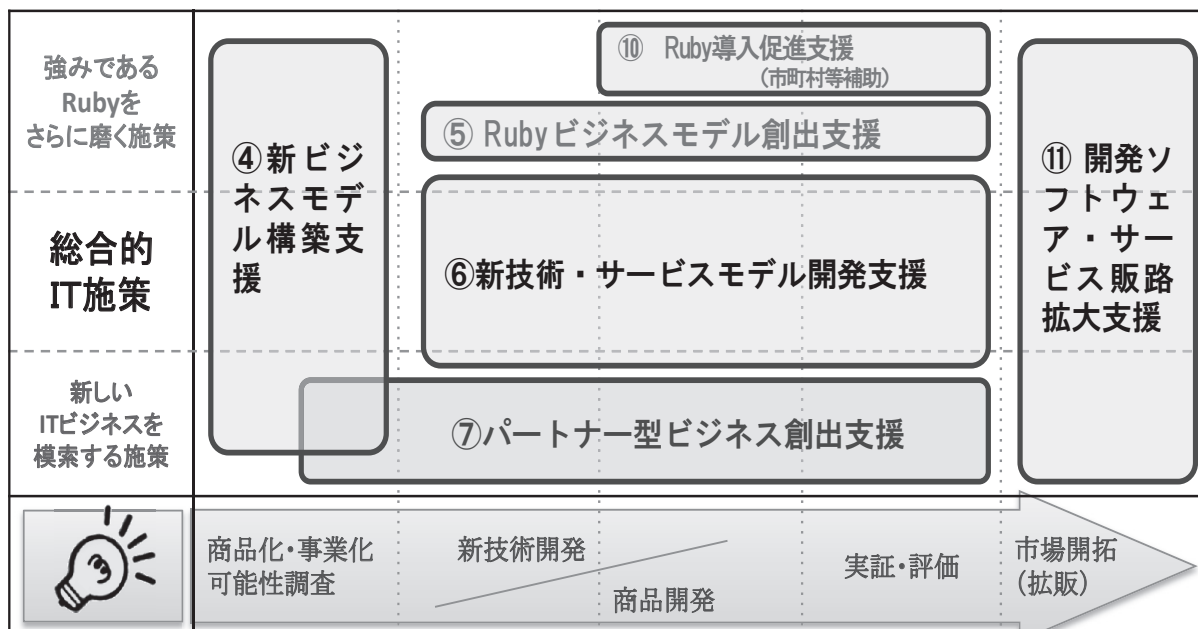 強みである
Rubyを
さらに磨く施策
⑩ Ruby導入促進支援
(市町村等補助)
⑤ Rubyビジネスモデル創出支援
④新ビジ
ネスモデ
ル構築支
援
⑪ 開発ソ
フトウェ
ア・サー
ビス販路
拡大支援
総合的
IT施策
⑥新技術・サービスモデル開発支援
新しい
ITビジネスを
模索する施策
⑦パートナー型ビジネス創出支援
商品化・事業化
可能性調査
新技術開発
商品開発
実証・評価
市場開拓
(拡販)